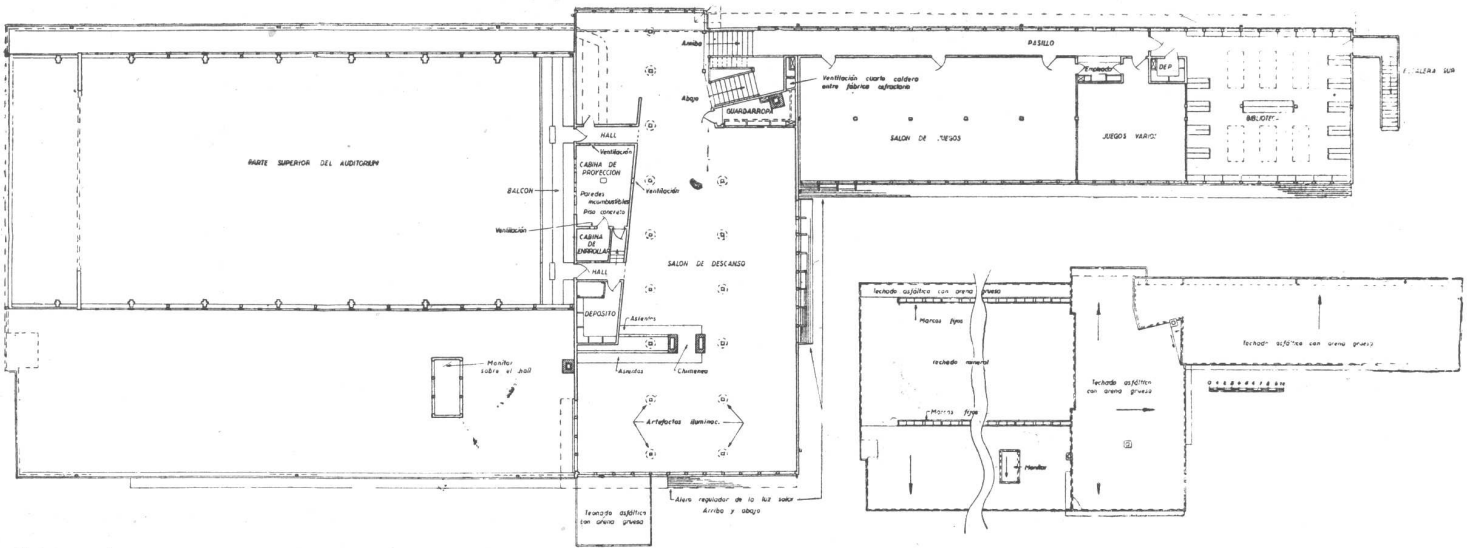 PARTE SUPERIOR DEL AUDITORIUM
BALCON
HALL
Ventilación
CABINA DE
PROYECCIÓN
Paredes
incombustibles
Piso concreto
Ventilación
Ventilación
CABINA
DE
ENRROLLAR
HALL
DEPOSITO
SALON DE DESCANSO
Asientos
Asientos
Chimenea
Artefactos iluminac.
Monitor
sobre el hall
Techado asfáltico
con arena gruesa
Alero regulador de la luz solar
Arriba y abajo
Arriba
Abajo
GUARDARROPA
Ventilación cuarto caldera
entre fábrica refractaria
PASILLO
SALON DE JUEGOS
Empleado
DEP.
JUEGOS VARIOS
BIBLIOTECA
ESCALERA SUR
Techado asfáltico con arena gruesa
Marcos fijos
techado mineral
Marcos fijos
Monitor
Techado asfáltico
con arena gruesa
Techado asfáltico con arena gruesa